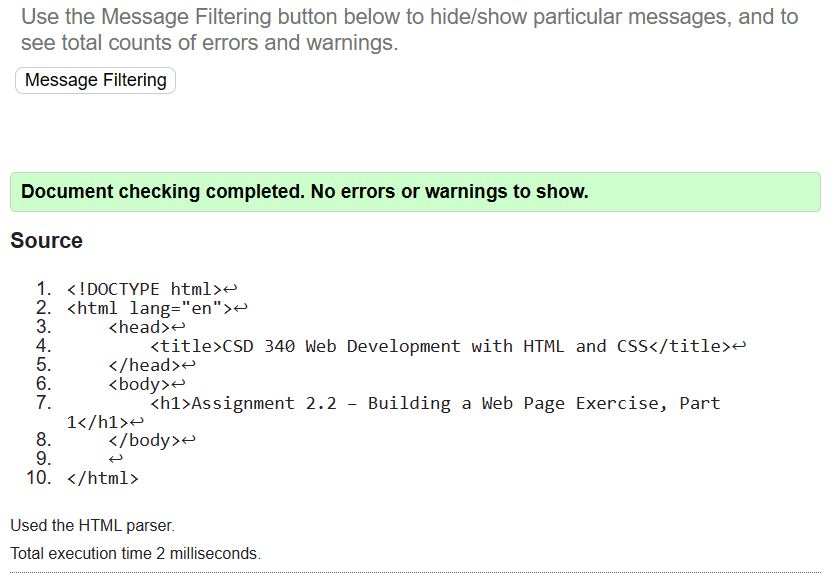 Use the Message Filtering button below to hide/show particular messages, and to
see total counts of errors and warnings.
Message Filtering
Document checking completed. No errors or warnings to show.
Source
1. <!DOCTYPE html>↩
2. <html lang="en">↩
3.     <head>↩
4.         <title>CSD 340 Web Development with HTML and CSS</title>↩
5.     </head>↩
6.     <body>↩
7.         <h1>Assignment 2.2 – Building a Web Page Exercise, Part
1</h1>↩
8.     </body>↩
9.     ↩
10. </html>
Used the HTML parser.
Total execution time 2 milliseconds.